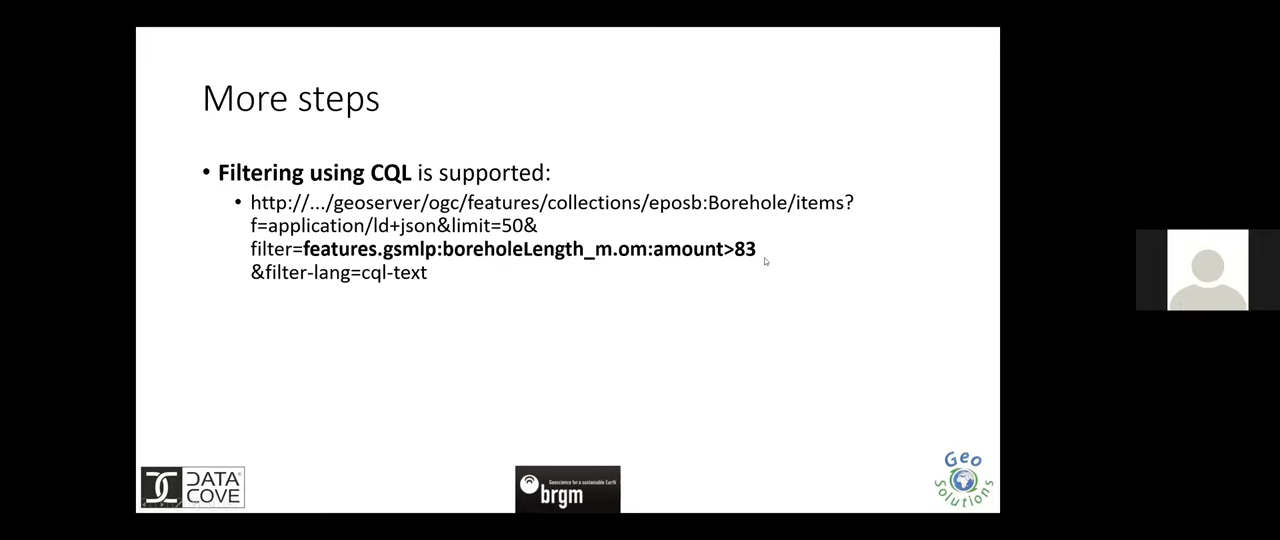 More steps
• Filtering using CQL is supported:
• http://.../geoserver/ogc/features/collections/eposb:Borehole/items?
f=application/ld+json&limit=50&
filter=features.gsmlp:boreholeLength_m.om:amount>83
&filter-lang=cql-text
DATA
COVE
Geoscience for a sustainable Earth
brgm
Geo
Solutions